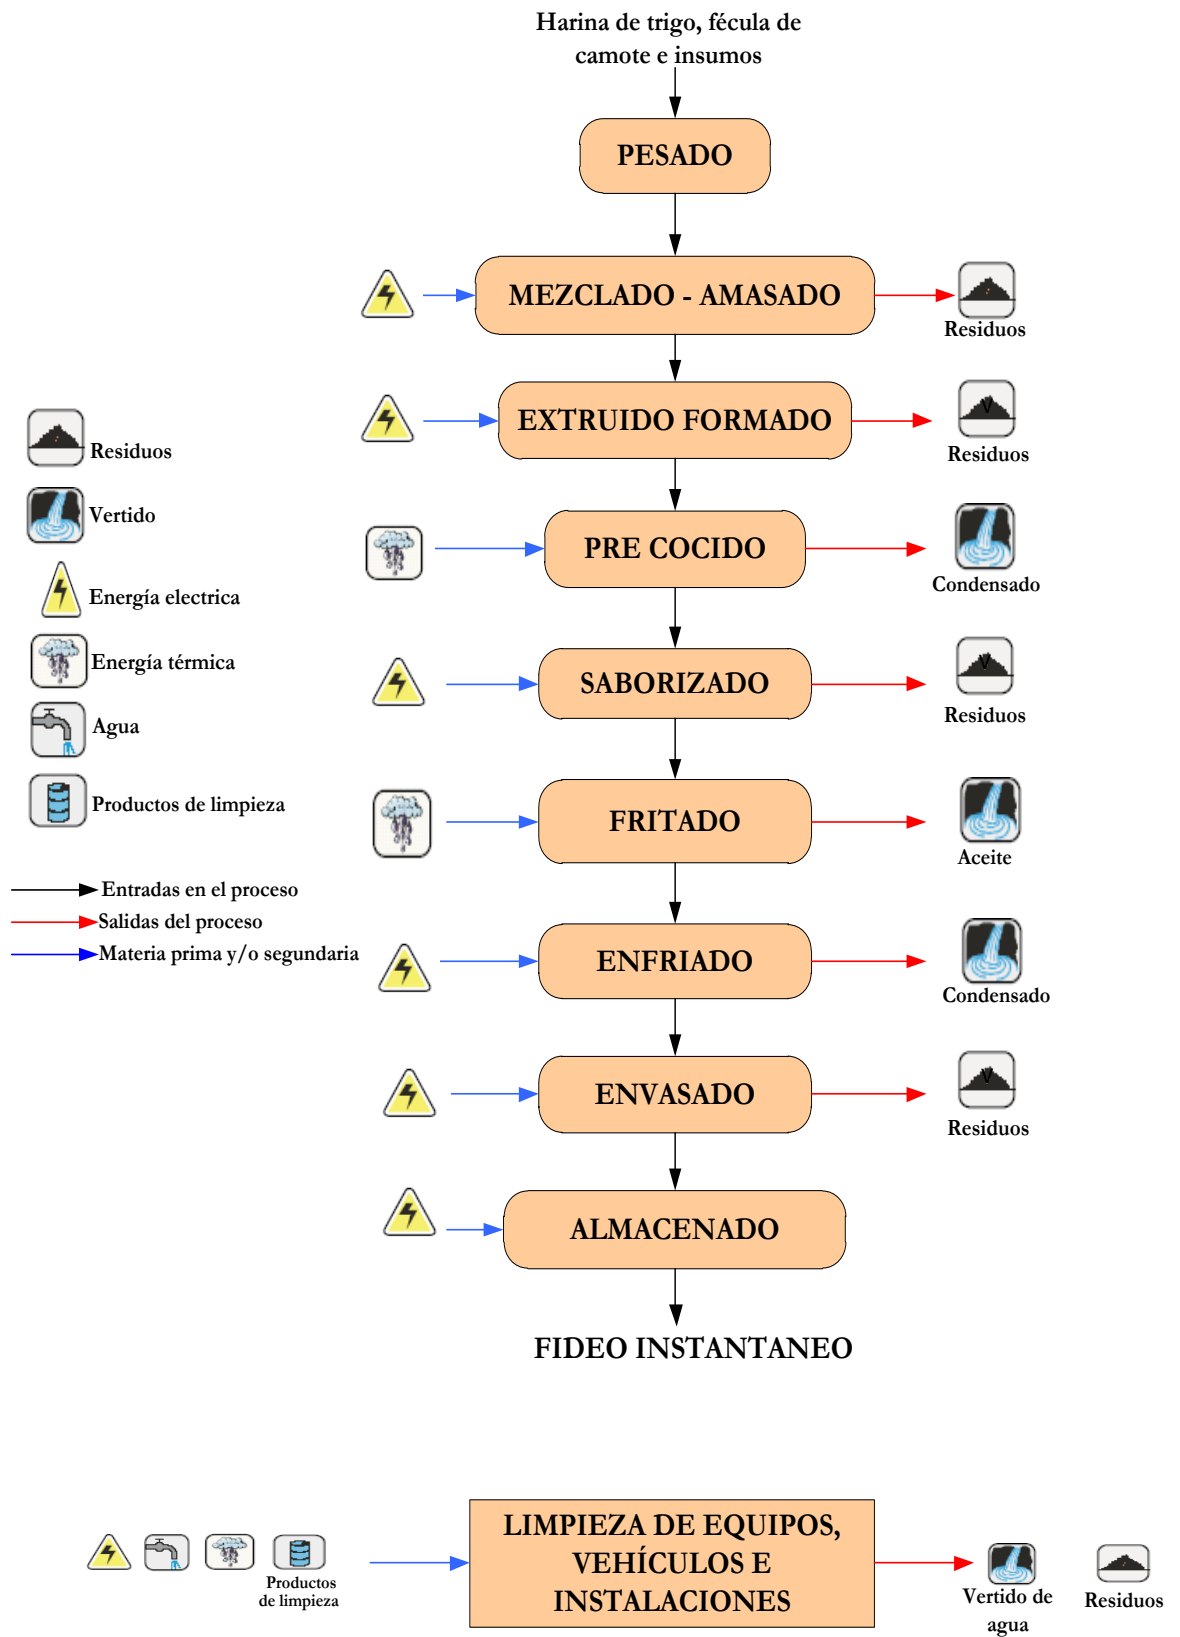 Harina de trigo, fécula de
camote e insumos
PESADO
MEZCLADO - AMASADO
Residuos
EXTRUIDO FORMADO
V
Residuos
Residuos
Vertido
PRE COCIDO
Condensado
Energía electrica
Energía térmica
SABORIZADO
V
Residuos
Agua
Productos de limpieza
FRITADO
Aceite
Entradas en el proceso
Salidas del proceso
Materia prima y/o segundaria
ENFRIADO
Condensado
ENVASADO
V
Residuos
ALMACENADO
FIDEO INSTANTANEO
LIMPIEZA DE EQUIPOS,
VEHÍCULOS E
INSTALACIONES
Productos
de limpieza
Vertido de
agua
Residuos